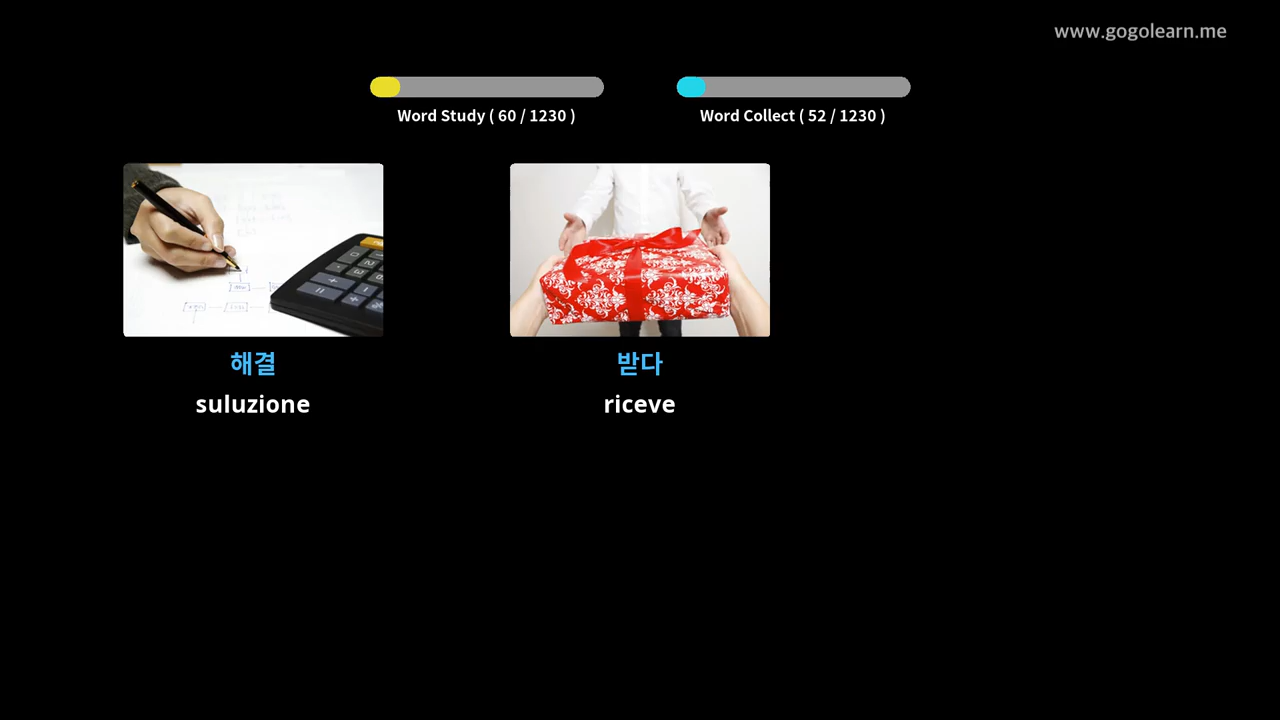 www.gogolearn.me
Word Study ( 60 / 1230 )
Word Collect ( 52 / 1230 )
해결
suluzione
받다
riceve